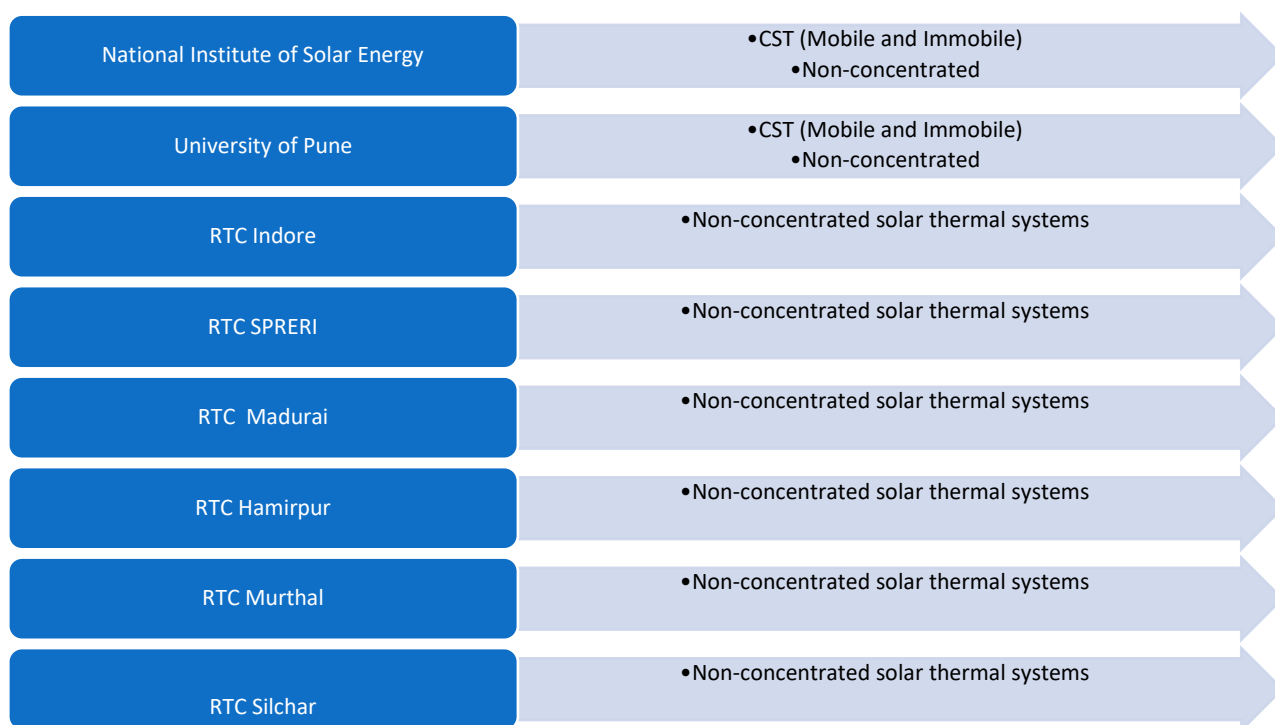 National Institute of Solar Energy
•CST (Mobile and Immobile)
•Non-concentrated
University of Pune
•CST (Mobile and Immobile)
•Non-concentrated
RTC Indore
•Non-concentrated solar thermal systems
RTC SPRERI
•Non-concentrated solar thermal systems
RTC  Madurai
•Non-concentrated solar thermal systems
RTC Hamirpur
•Non-concentrated solar thermal systems
RTC Murthal
•Non-concentrated solar thermal systems
RTC Silchar
•Non-concentrated solar thermal systems